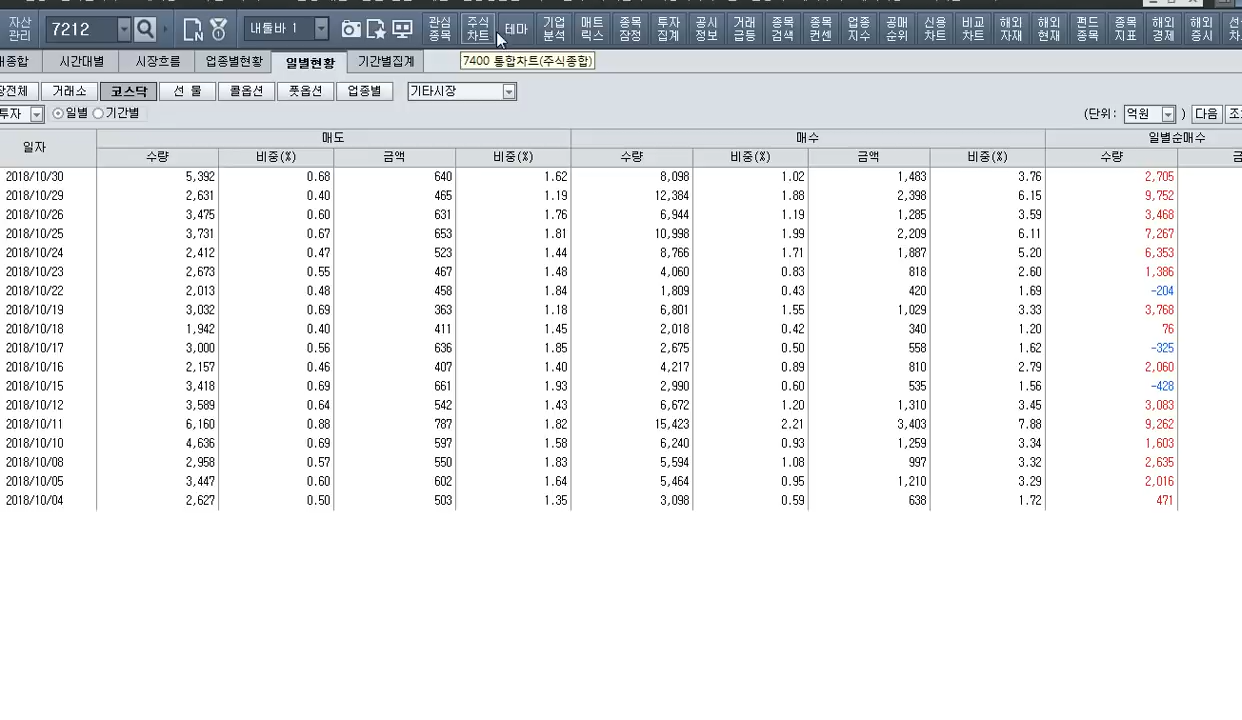 자산 관심 주식 테마 기업 매트 종목 투자 공시 거래 종목 종목 업종 공매 신용 비교 해외 해외 펀드 종목 해외 해외
관리 7212 내툴바 1 종목 차트 분석 릭스 잠정 집계 정보 급등 검색 컨센 지수 순위 차트 차트 자재 현재 종목 지표 경제 증시
시간대별 시장흐름 업종별현황 일별현황 기간별집계 7400 통합차트(주식종합)
거래소 코스닥 선 물 콜옵션 풋옵션 업종별 기타시장
투자 일별 기간별 (단위: 억원 ) 다음
일자 매도 매수 일별순매수
수량 비중(%) 금액 비중(%) 수량 비중(%) 금액 비중(%) 수량
2018/10/30 5,392 0.68 640 1.62 8,098 1.02 1,483 3.76 2,705
2018/10/29 2,631 0.40 465 1.19 12,384 1.88 2,398 6.15 9,752
2018/10/26 3,475 0.60 631 1.76 6,944 1.19 1,285 3.59 3,468
2018/10/25 3,731 0.67 653 1.81 10,998 1.99 2,209 6.11 7,267
2018/10/24 2,412 0.47 523 1.44 8,766 1.71 1,887 5.20 6,353
2018/10/23 2,673 0.55 467 1.48 4,060 0.83 818 2.60 1,386
2018/10/22 2,013 0.48 458 1.84 1,809 0.43 420 1.69 -204
2018/10/19 3,032 0.69 363 1.18 6,801 1.55 1,029 3.33 3,768
2018/10/18 1,942 0.40 411 1.45 2,018 0.42 340 1.20 76
2018/10/17 3,000 0.56 636 1.85 2,675 0.50 558 1.62 -325
2018/10/16 2,157 0.46 407 1.40 4,217 0.89 810 2.79 2,060
2018/10/15 3,418 0.69 661 1.93 2,990 0.60 535 1.56 -428
2018/10/12 3,589 0.64 542 1.43 6,672 1.20 1,310 3.45 3,083
2018/10/11 6,160 0.88 787 1.82 15,423 2.21 3,403 7.88 9,262
2018/10/10 4,636 0.69 597 1.58 6,240 0.93 1,259 3.34 1,603
2018/10/08 2,958 0.57 550 1.83 5,594 1.08 997 3.32 2,635
2018/10/05 3,447 0.60 602 1.64 5,464 0.95 1,210 3.29 2,016
2018/10/04 2,627 0.50 503 1.35 3,098 0.59 638 1.72 471